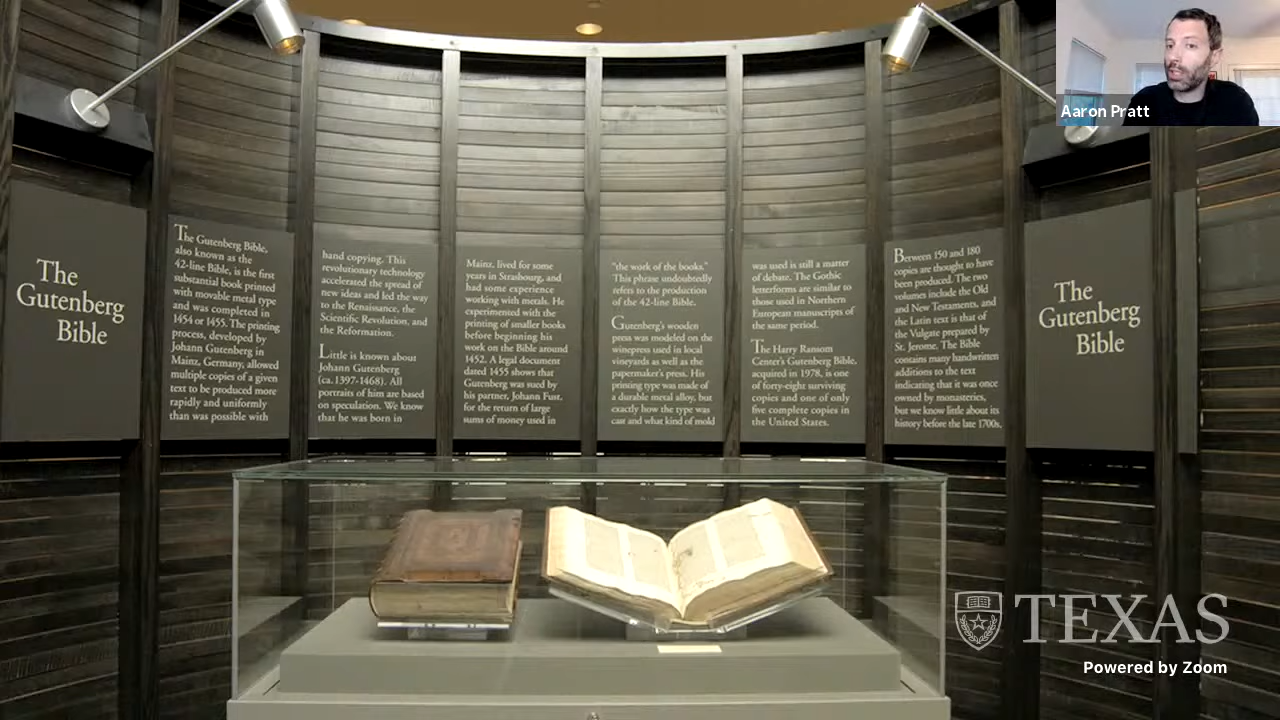 Aaron Pratt
The
Gutenberg
Bible
The Gutenberg Bible,
also known as the
42-line Bible, is the first
substantial book printed
with movable metal type
and was completed in
1454 or 1455. The printing
process, developed by
Johann Gutenberg in
Mainz, Germany, allowed
multiple copies of a given
text to be produced more
rapidly and uniformly
than was possible with
hand copying. This
revolutionary technology
accelerated the spread of
new ideas and led the way
to the Renaissance, the
Scientific Revolution, and
the Reformation.
Little is known about
Johann Gutenberg
(ca. 1397-1468). All
portraits of him are based
on speculation. We know
that he was born in
Mainz, lived for some
years in Strasbourg, and
had some experience
working with metals. He
experimented with the
printing of smaller books
before beginning his
work on the Bible around
1452. A legal document
dated 1455 shows that
Gutenberg was sued by
his partner, Johann Fust,
for the return of large
sums of money used in
"the work of the books."
This phrase undoubtedly
refers to the production
of the 42-line Bible.
Gutenberg's wooden
press was modeled on the
winepress used in local
vineyards as well as the
papermaker's press. His
printing type was made of
a durable metal alloy, but
exactly how the type was
cast and what kind of mold
was used is still a matter
of debate. The Gothic
letterforms are similar to
those used in Northern
European manuscripts of
the same period.
The Harry Ransom
Center's Gutenberg Bible,
acquired in 1978, is one
of forty-eight surviving
copies and one of only
five complete copies in
the United States.
Between 150 and 180
copies are thought to have
been produced. The two
volumes include the Old
and New Testaments, and
the Latin text is that of
the Vulgate prepared by
St. Jerome. The Bible
contains many handwritten
additions to the text
indicating that it was once
owned by monasteries,
but we know little about its
history before the late 1700s.
The
Gutenberg
Bible
TEXAS
Powered by Zoom